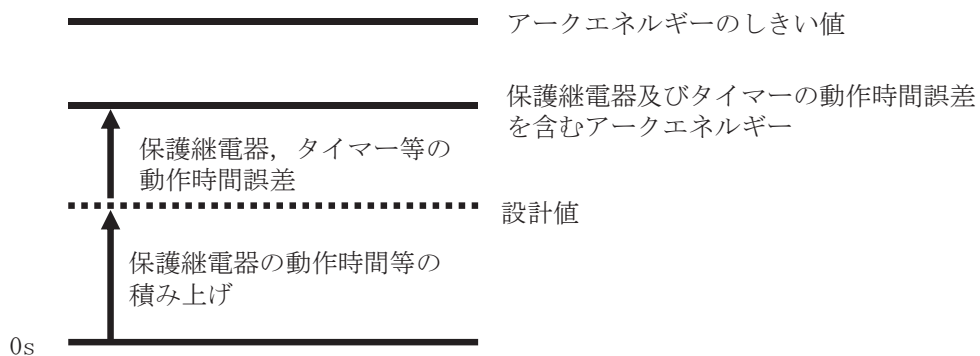 アークエネルギーのしきい値
保護継電器及びタイマーの動作時間誤差
を含むアークエネルギー
保護継電器，タイマー等の
動作時間誤差
設計値
保護継電器の動作時間等の
積み上げ
0s